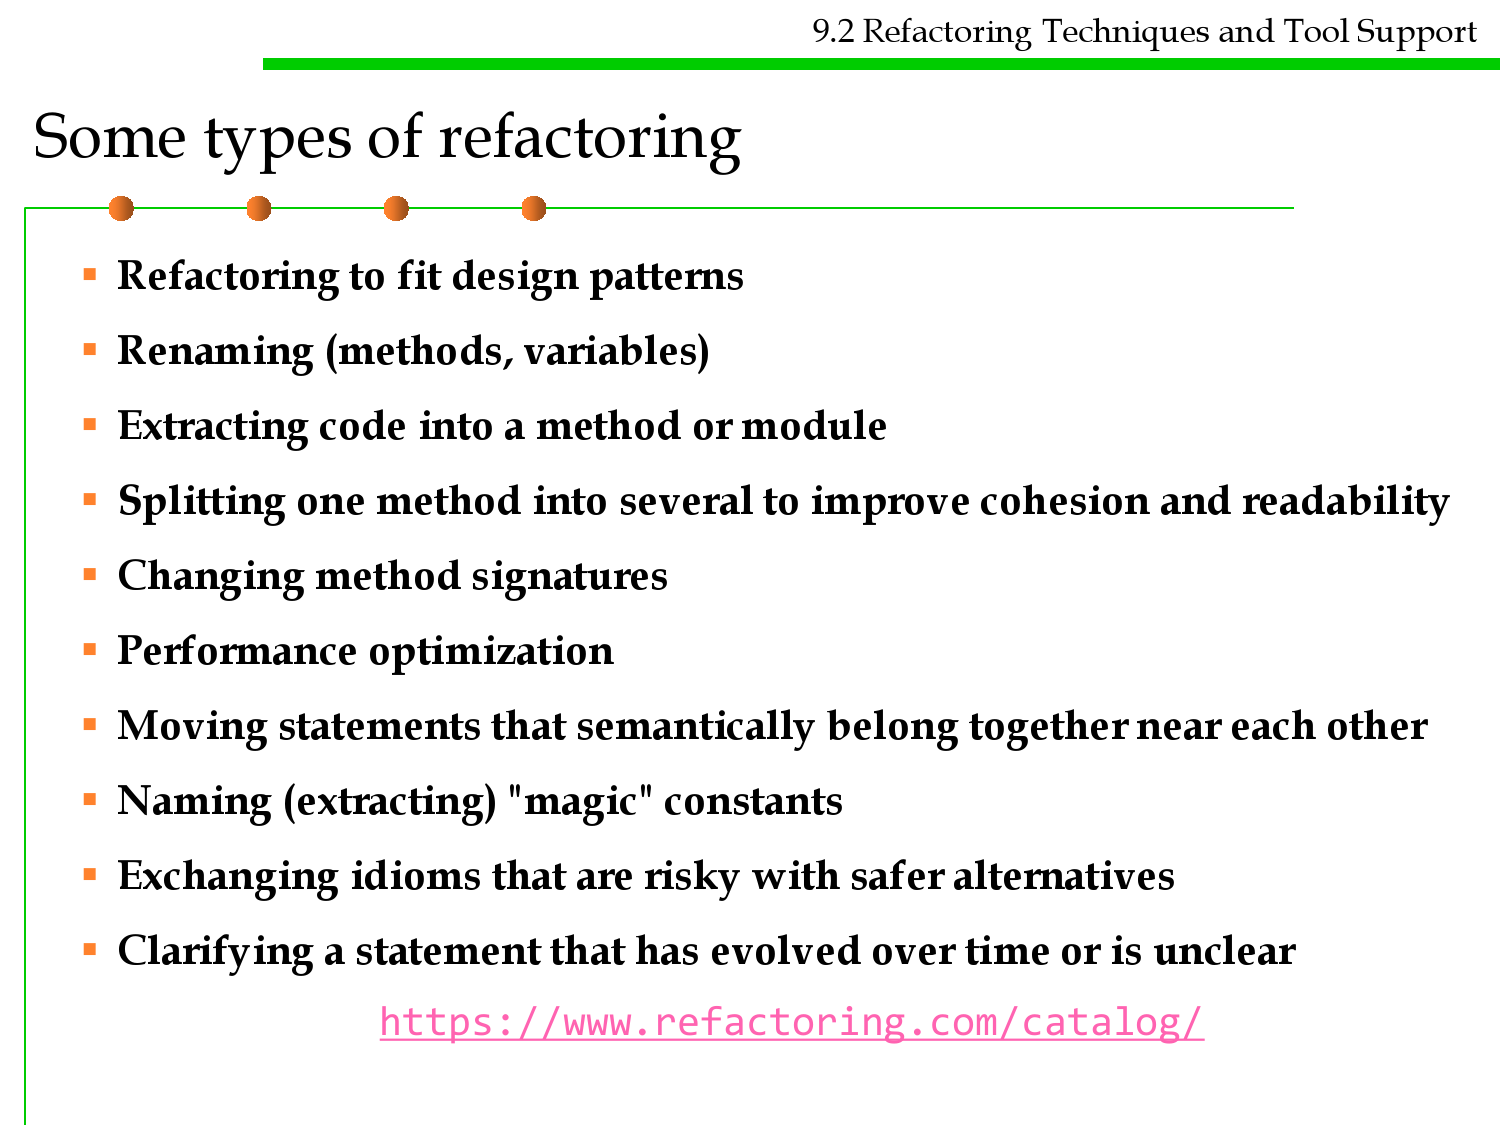 9.2 Refactoring Techniques and Tool Support
Some types of refactoring
▪ Refactoring to fit design patterns
▪ Renaming (methods, variables)
▪ Extracting code into a method or module
▪ Splitting one method into several to improve cohesion and readability
▪ Changing method signatures
▪ Performance optimization
▪ Moving statements that semantically belong together near each other
▪ Naming (extracting) "magic" constants
▪ Exchanging idioms that are risky with safer alternatives
▪ Clarifying a statement that has evolved over time or is unclear
https://www.refactoring.com/catalog/